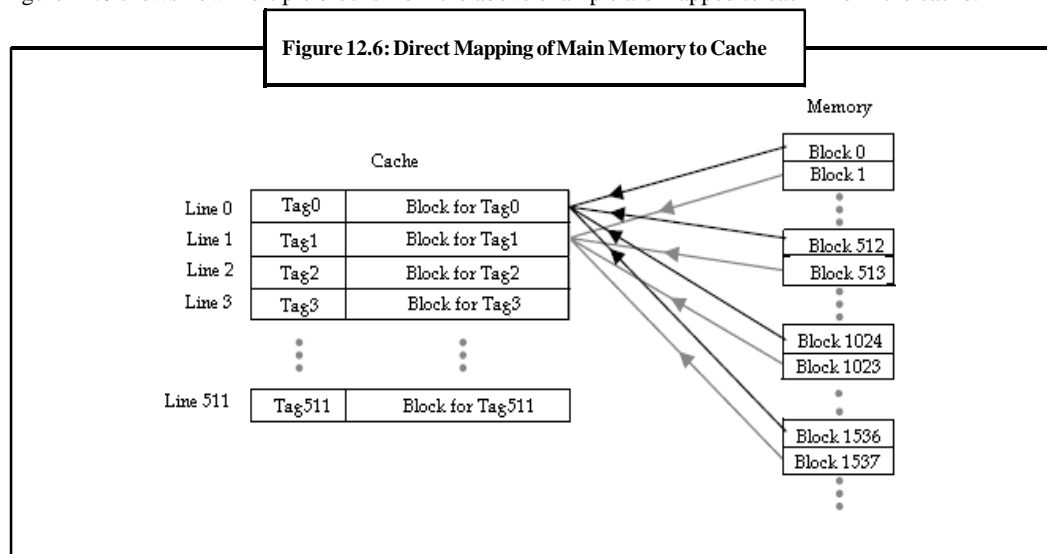 Figure 12.6: Direct Mapping of Main Memory to Cache
Memory
Cache
Block 0
Block 1
Line 0 Tag0 Block for Tag0
Line 1 Tag1 Block for Tag1
Block 512
Line 2 Tag2 Block for Tag2
Block 513
Line 3 Tag3 Block for Tag3
Block 1024
Block 1023
Line 511 Tag511 Block for Tag511
Block 1536
Block 1537